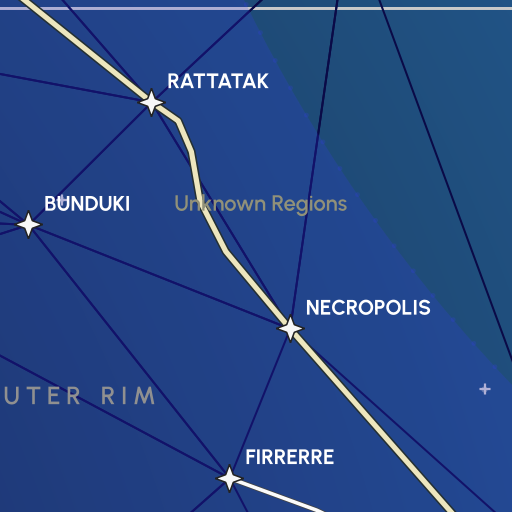 RATTATAK
BUNDUKI
Unknown Regions
NECROPOLIS
UTER RIM
FIRRERRE